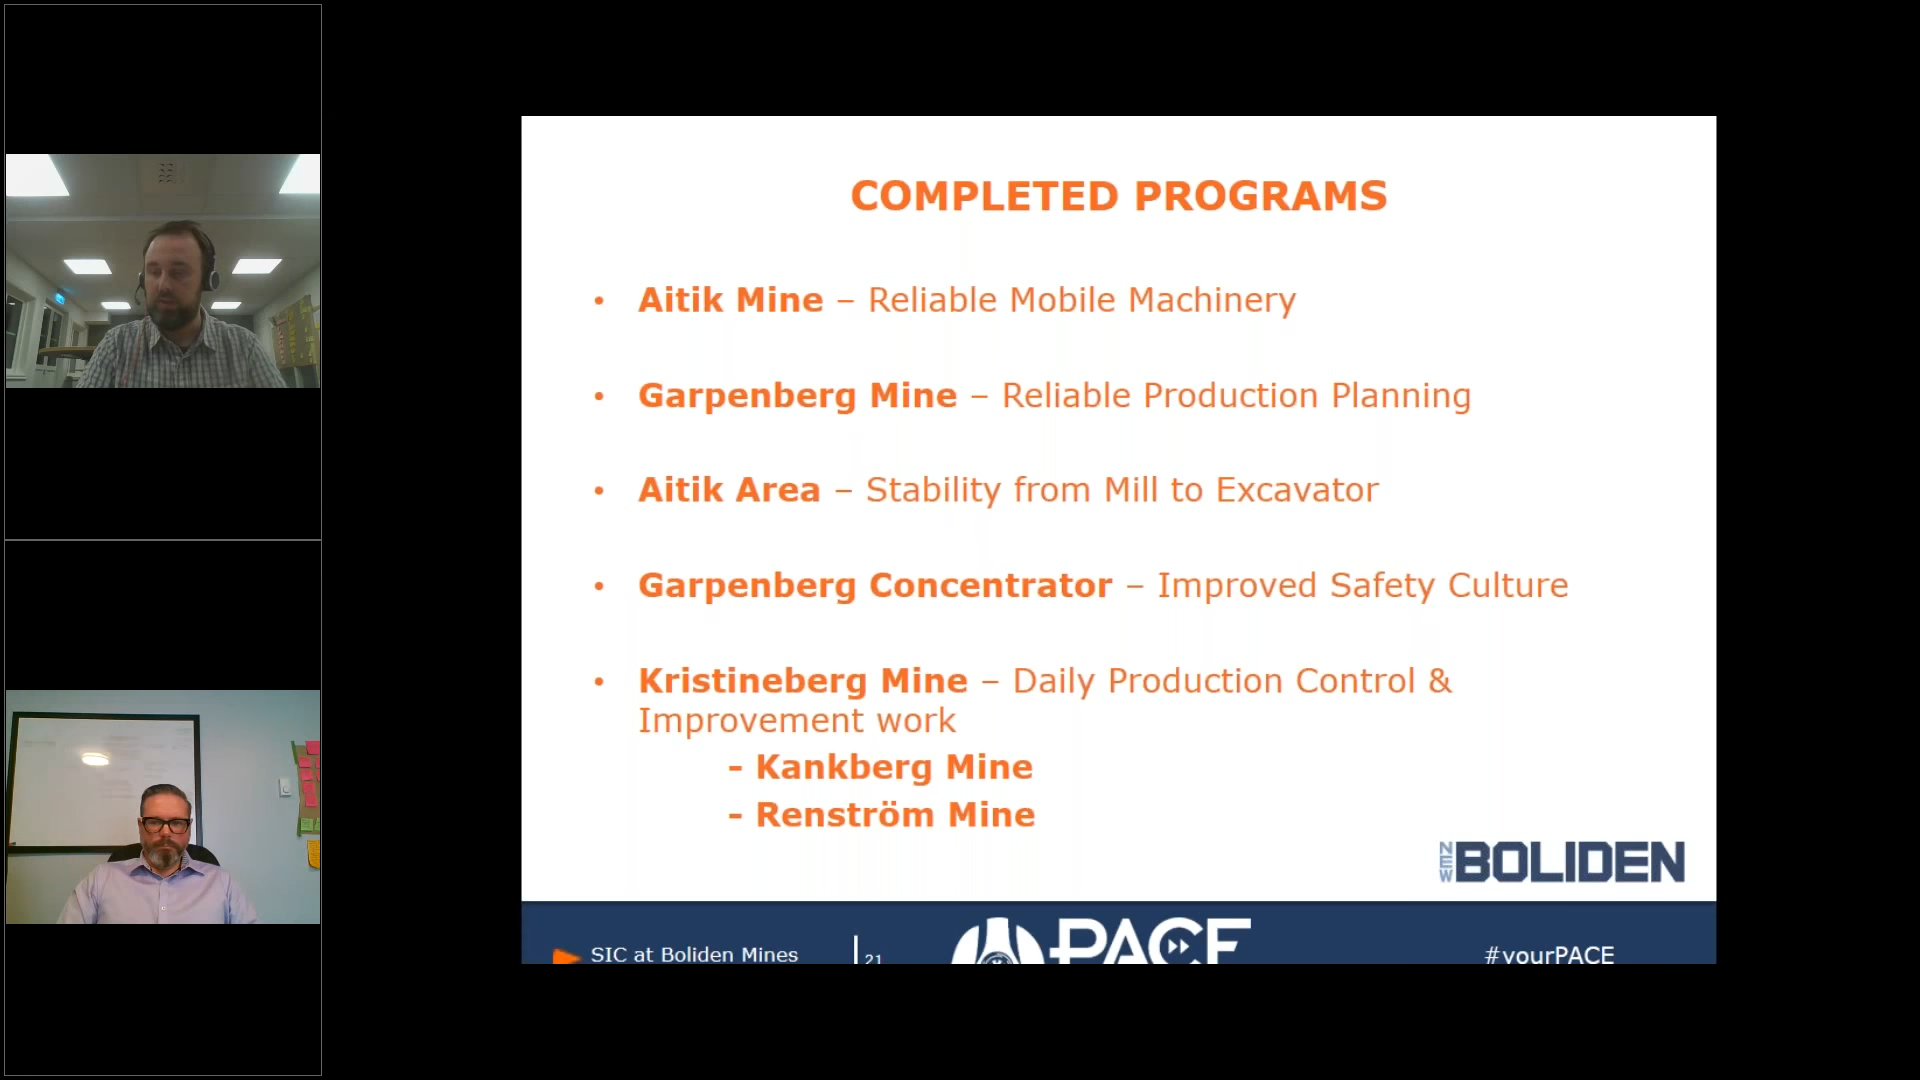 COMPLETED PROGRAMS
• Aitik Mine – Reliable Mobile Machinery
• Garpenberg Mine – Reliable Production Planning
• Aitik Area – Stability from Mill to Excavator
• Garpenberg Concentrator – Improved Safety Culture
• Kristineberg Mine – Daily Production Control &
Improvement work
- Kankberg Mine
- Renström Mine
NEW BOLIDEN
SIC at Boliden Mines
21
PACE
#yourPACE